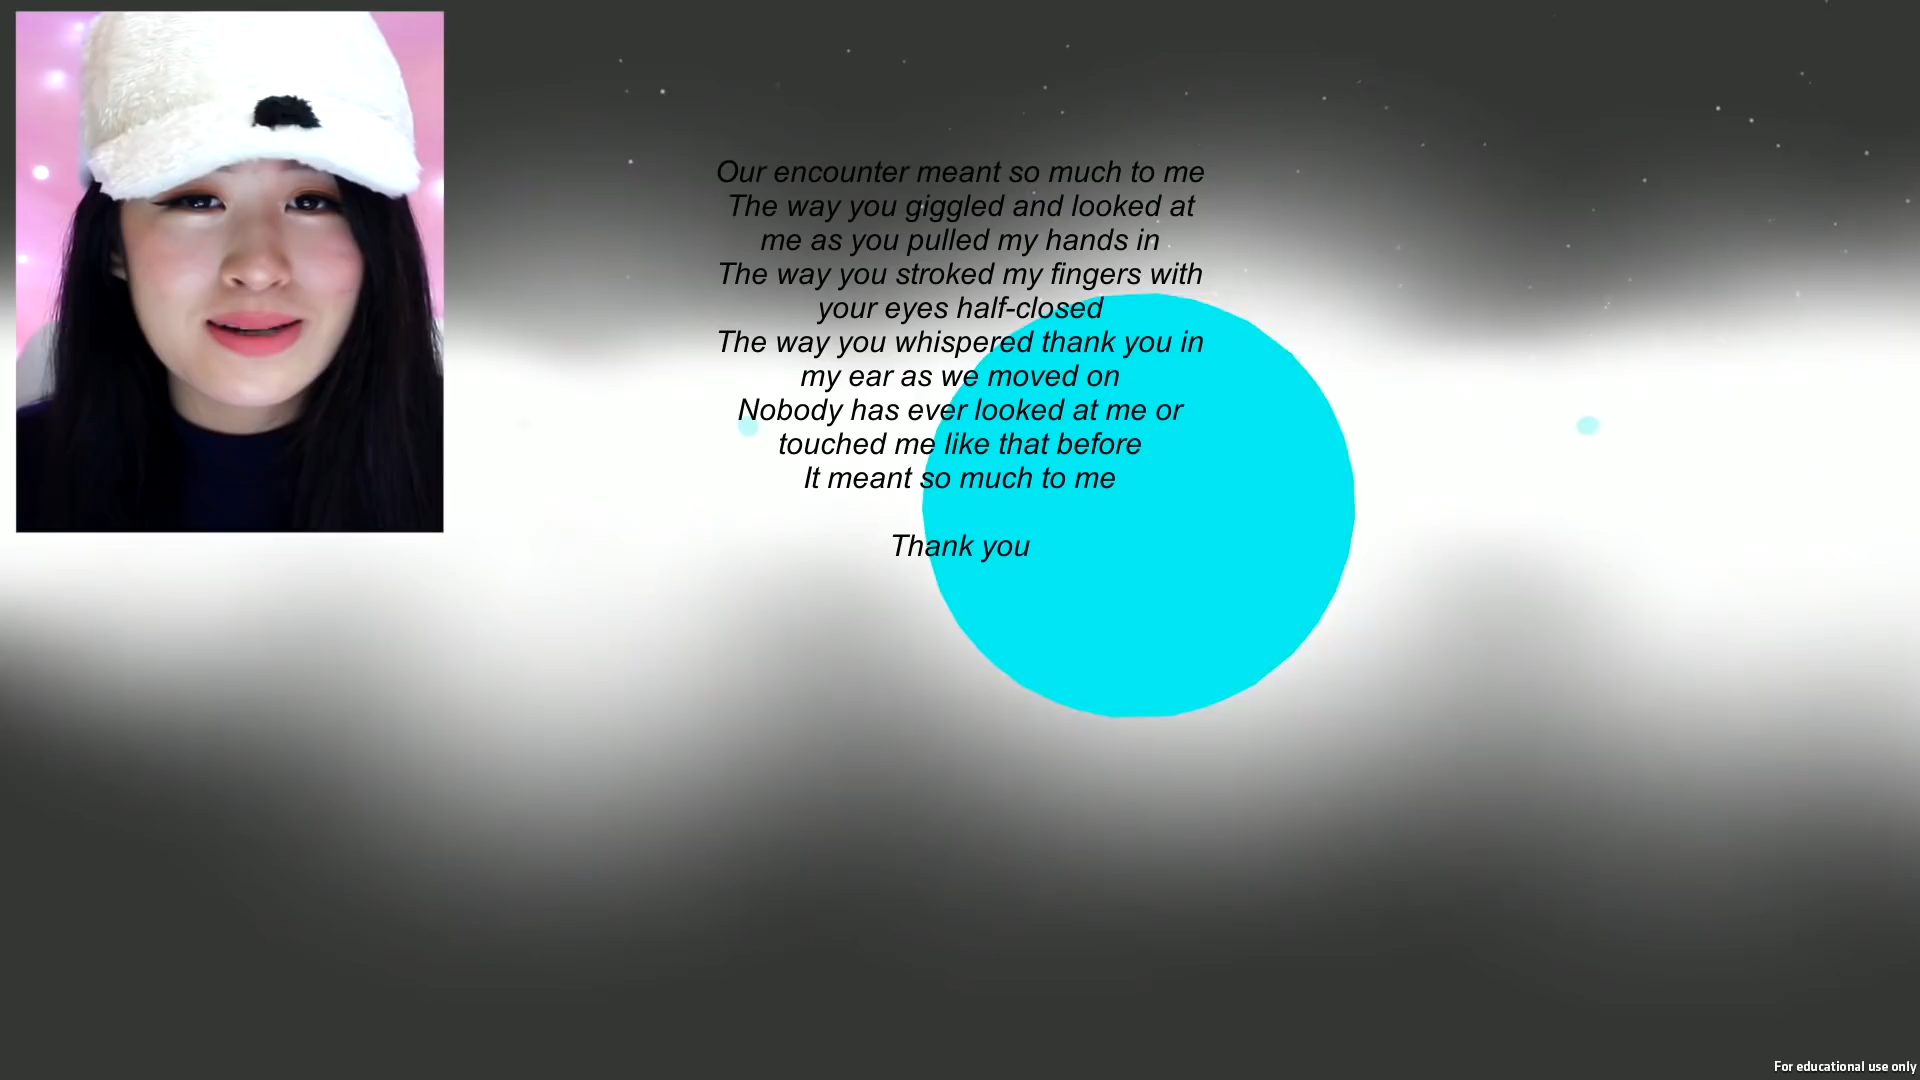 Our encounter meant so much to me
The way you giggled and looked at
me as you pulled my hands in
The way you stroked my fingers with
your eyes half-closed
The way you whispered thank you in
my ear as we moved on
Nobody has ever looked at me or
touched me like that before
It meant so much to me
Thank you
For educational use only